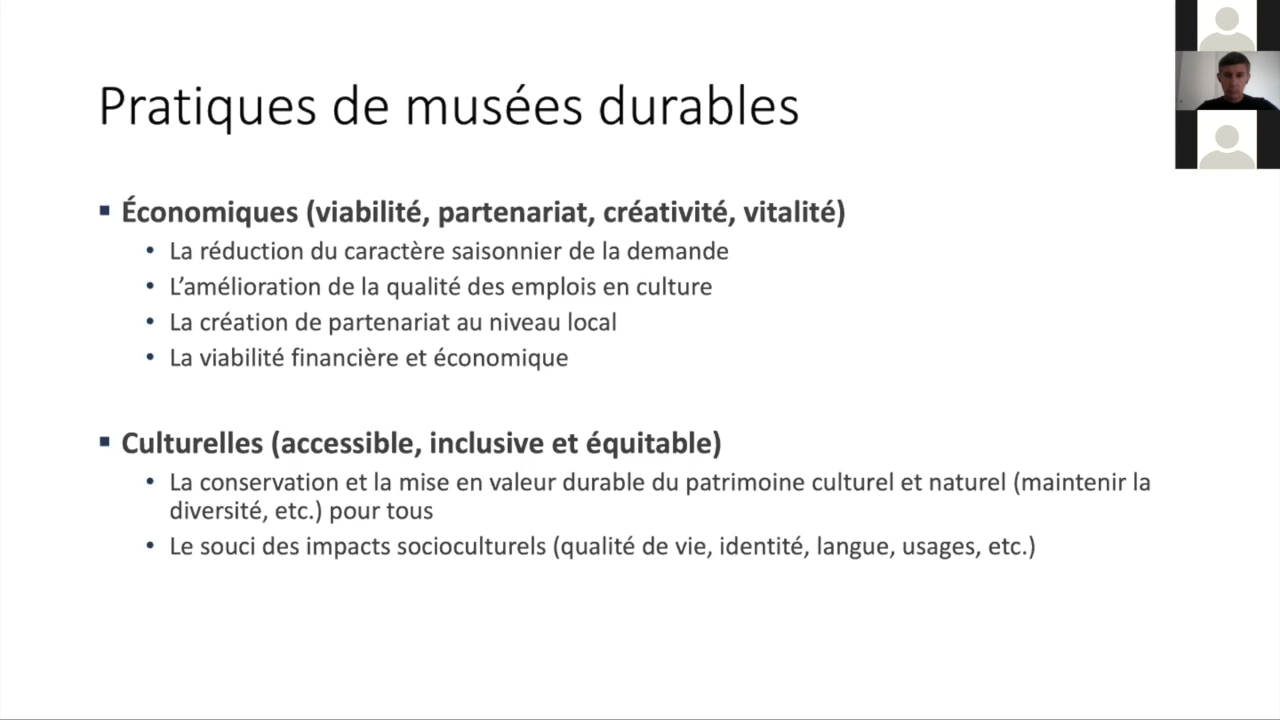 Pratiques de musées durables
Économiques (viabilité, partenariat, créativité, vitalité)
La réduction du caractère saisonnier de la demande
L’amélioration de la qualité des emplois en culture
La création de partenariat au niveau local
La viabilité financière et économique
Culturelles (accessible, inclusive et équitable)
La conservation et la mise en valeur durable du patrimoine culturel et naturel (maintenir la
diversité, etc.) pour tous
Le souci des impacts socioculturels (qualité de vie, identité, langue, usages, etc.)